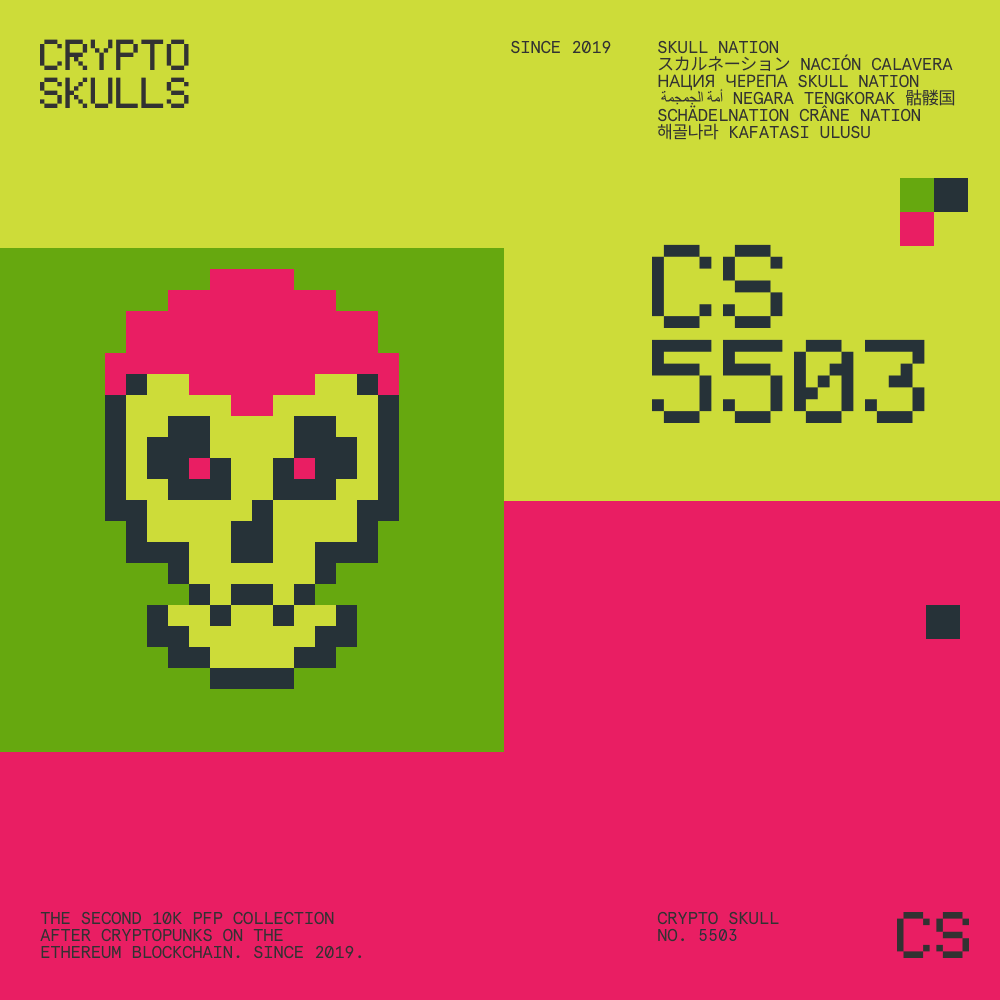 CRYPTO
SKULLS
SINCE 2019
SKULL NATION
スカルネーション NACIÓN CALAVERA
НАЦИЯ ЧЕРЕПА SKULL NATION
أمة الجمجمة NEGARA TENGKORAK 骷髅国
SCHÄDELNATION CRÂNE NATION
해골나라 KAFATASI ULUSU
CS
5503
THE SECOND 10K PFP COLLECTION
AFTER CRYPTOPUNKS ON THE
ETHEREUM BLOCKCHAIN. SINCE 2019.
CRYPTO SKULL
NO. 5503
CS